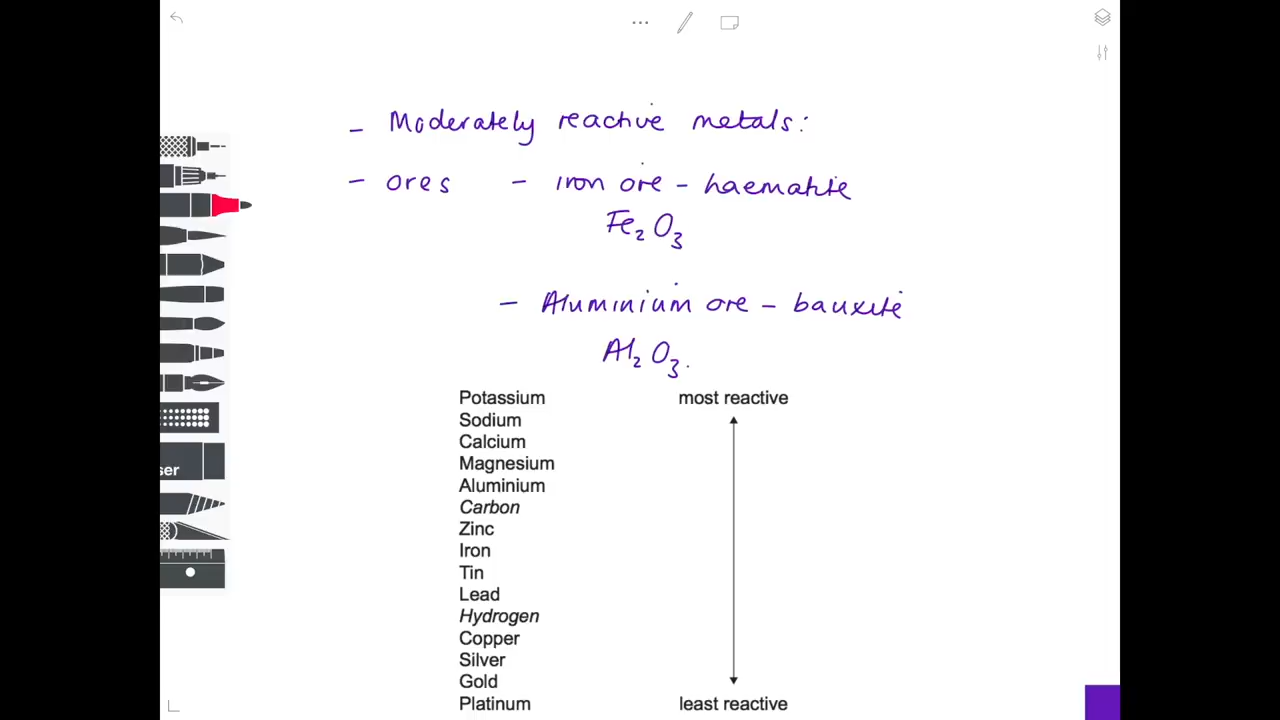 - Moderately reactive metals:
- ores - Iron ore - haematite
Fe₂O₃
- Aluminium ore - bauxite
Al₂O₃.
Potassium most reactive
Sodium
Calcium
Magnesium
Aluminium
Carbon
Zinc
Iron
Tin
Lead
Hydrogen
Copper
Silver
Gold
Platinum least reactive
ser